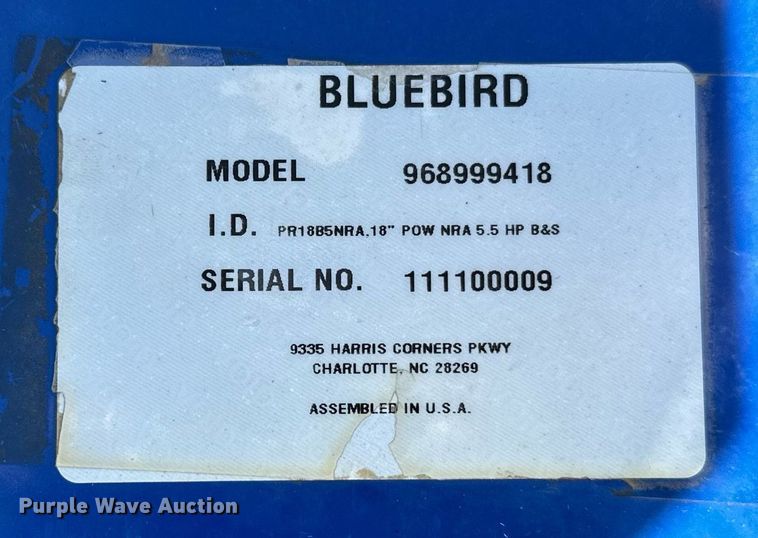 BLUEBIRD
MODEL 968999418
I.D. PR18B5NRA,18" POW NRA 5.5 HP B&S
SERIAL NO. 111100009
9335 HARRIS CORNERS PKWY
CHARLOTTE, NC 28269
ASSEMBLED IN U.S.A.
Purple Wave Auction